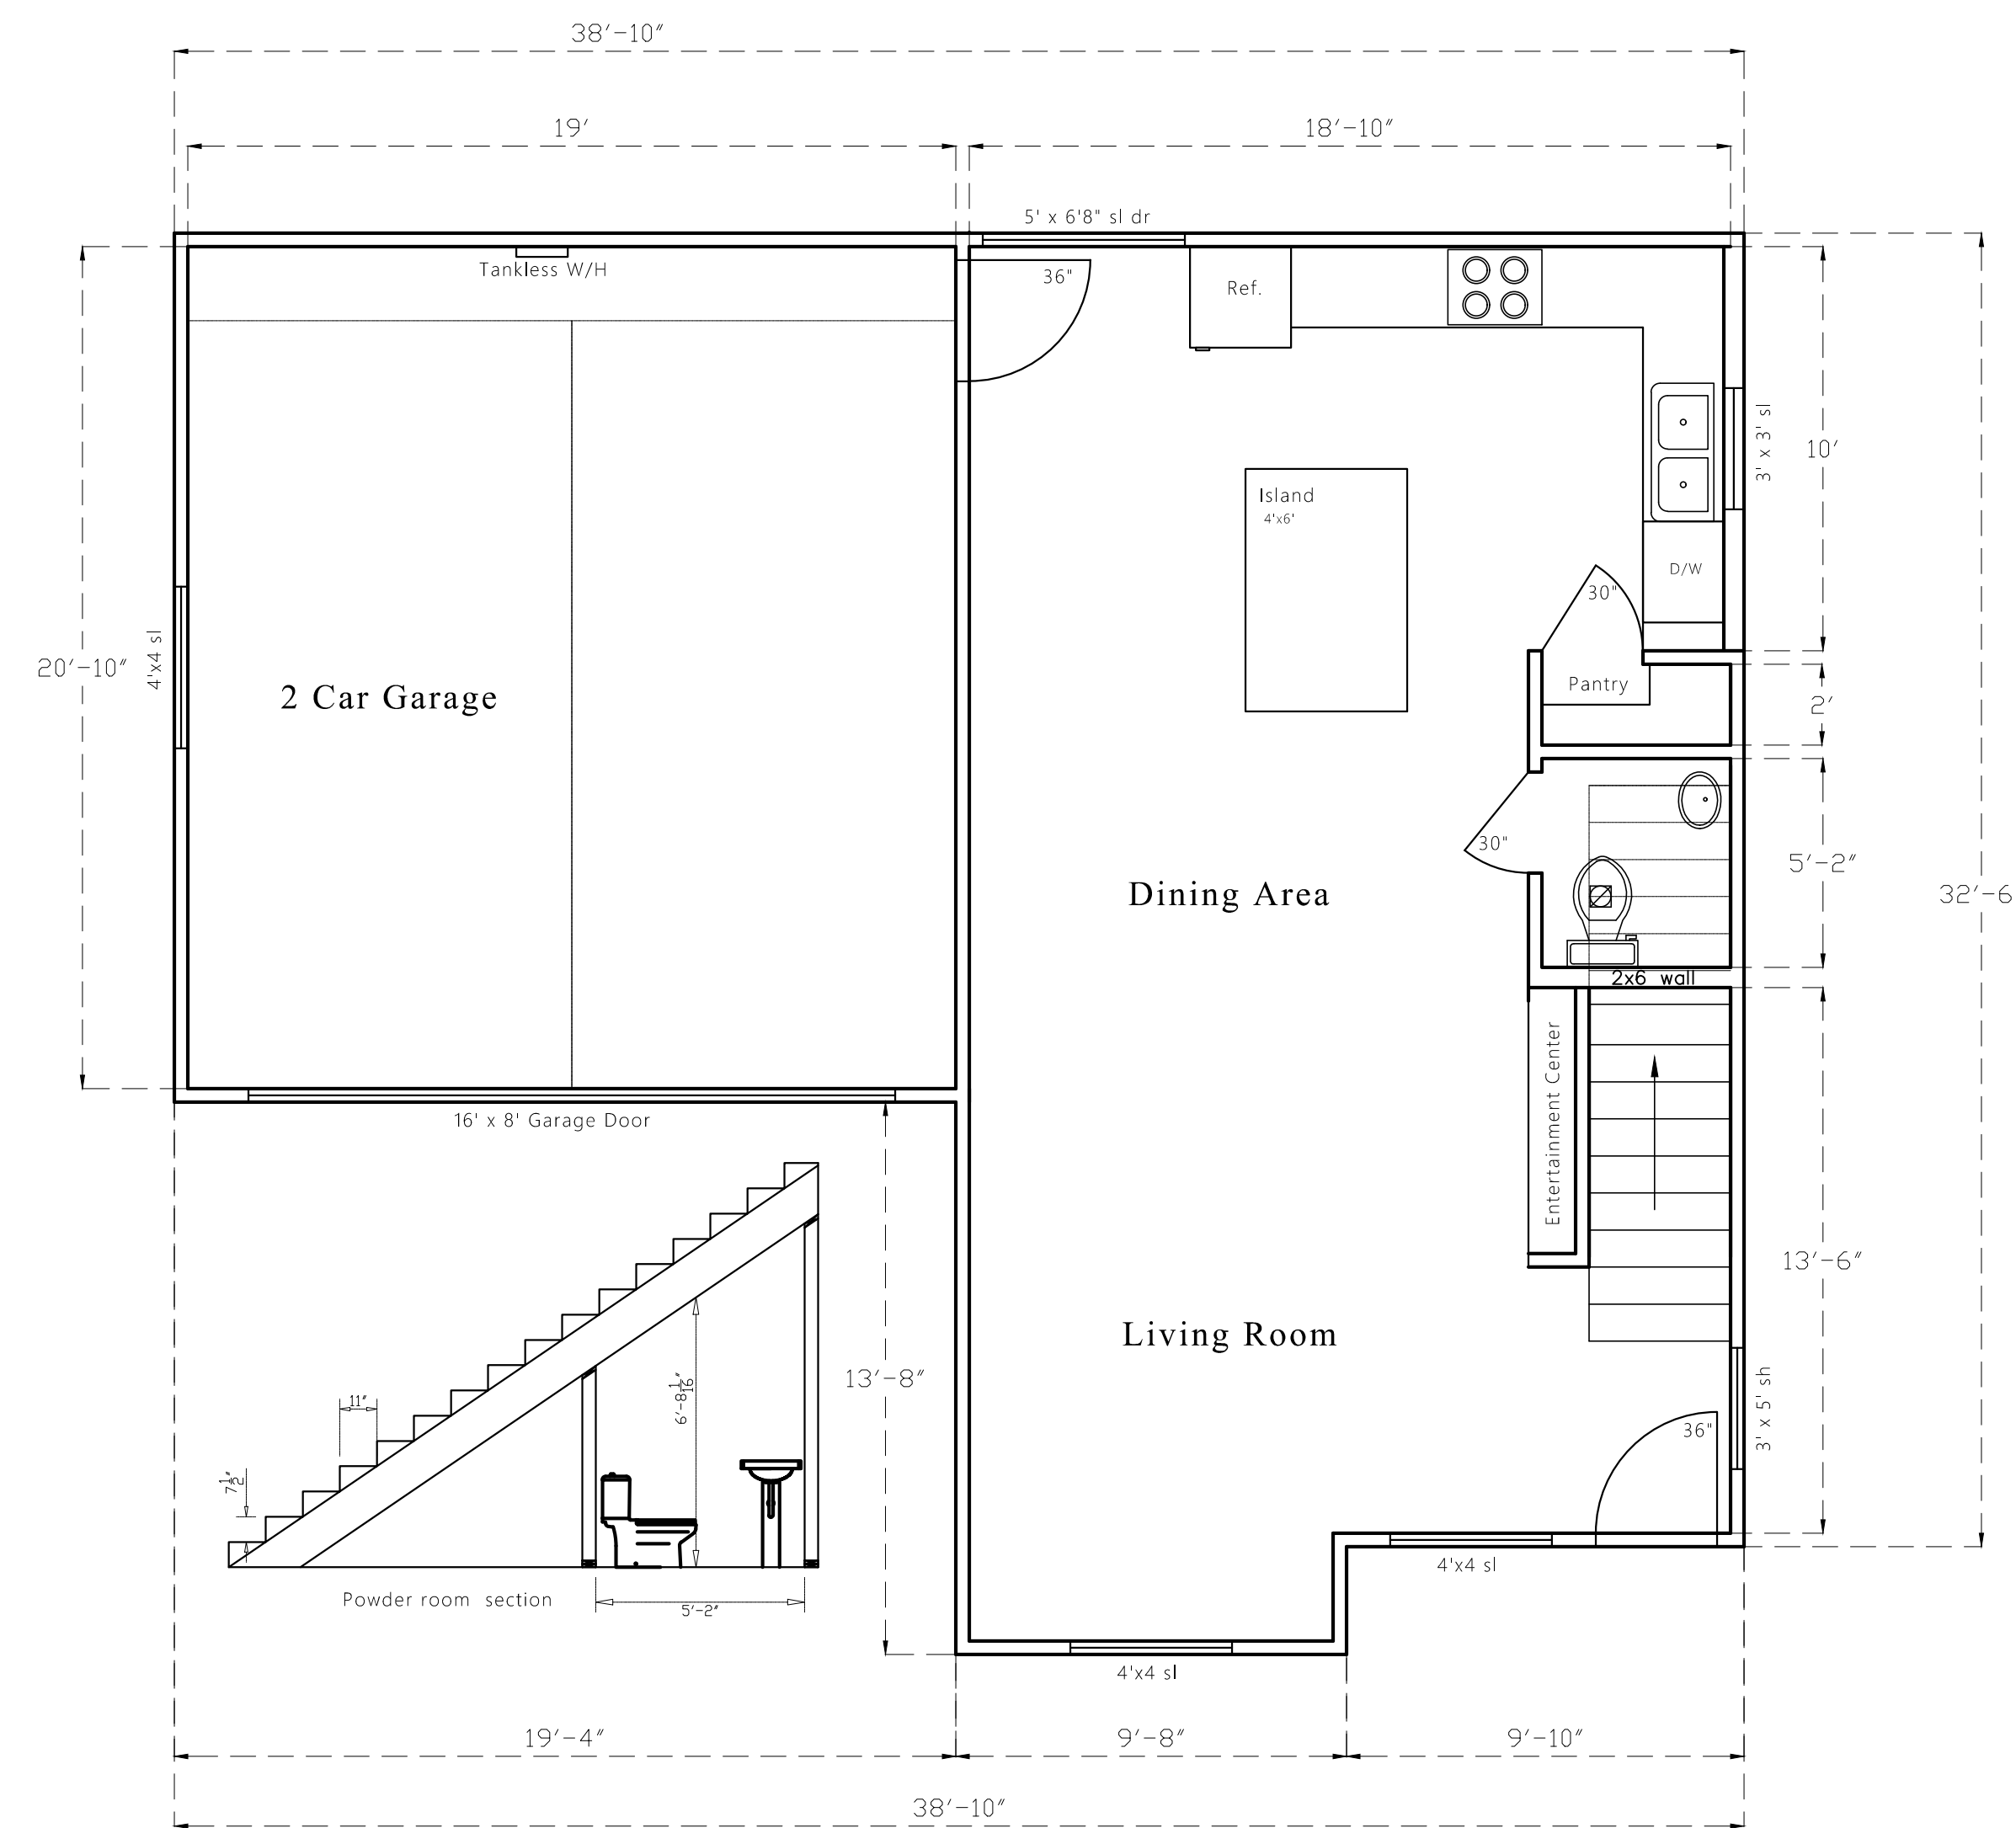 38'-10"
19'
18'-10"
5' x 6'8" sl dr
Tankless W/H
36"
Ref.
3' x 3' sl
10'
Island
4'x6'
D/W
30"
20'-10"
4'x4 sl
2 Car Garage
Pantry
2'
30"
5'-2"
Dining Area
32'-6
2x6 wall
Entertainment Center
16' x 8' Garage Door
13'-6"
Living Room
13'-8"
6'-8 1/16"
11"
7 1/2"
3' x 5' sh
36"
4'x4 sl
Powder room section
5'-2"
4'x4 sl
19'-4"
9'-8"
9'-10"
38'-10"